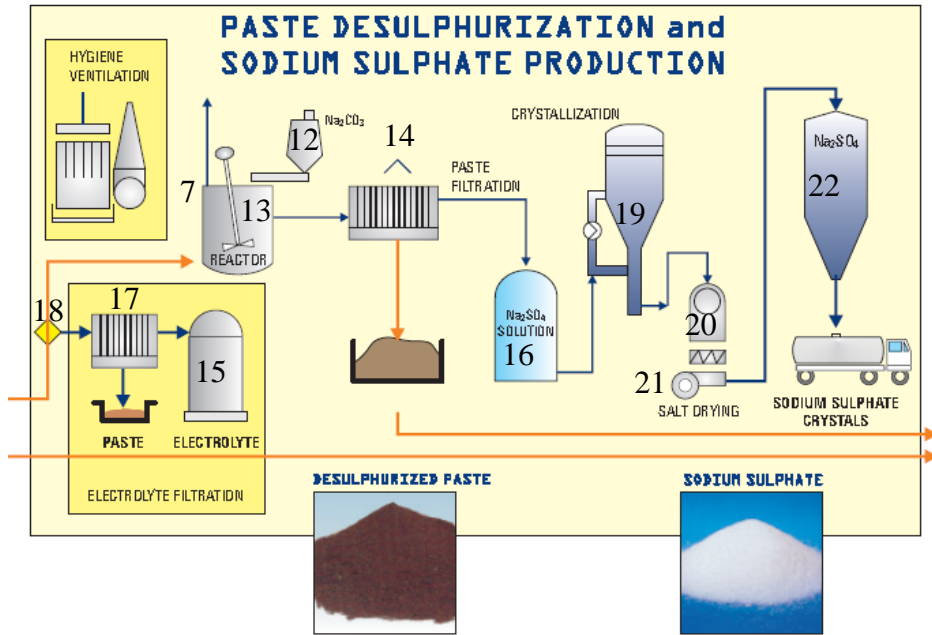 PASTE DESULPHURIZATION and
SODIUM SULPHATE PRODUCTION
HYGIENE
VENTILATION
7
12
Na₂CO₃
13
REACTOR
14
PASTE
FILTRATION
CRYSTALLIZATION
19
Na₂SO₄
22
18
17
15
PASTE
ELECTROLYTE
ELECTROLYTE FILTRATION
Na₂SO₄
SOLUTION
16
20
21
SALT DRYING
SODIUM SULPHATE
CRYSTALS
DESULPHURIZED PASTE
SODIUM SULPHATE